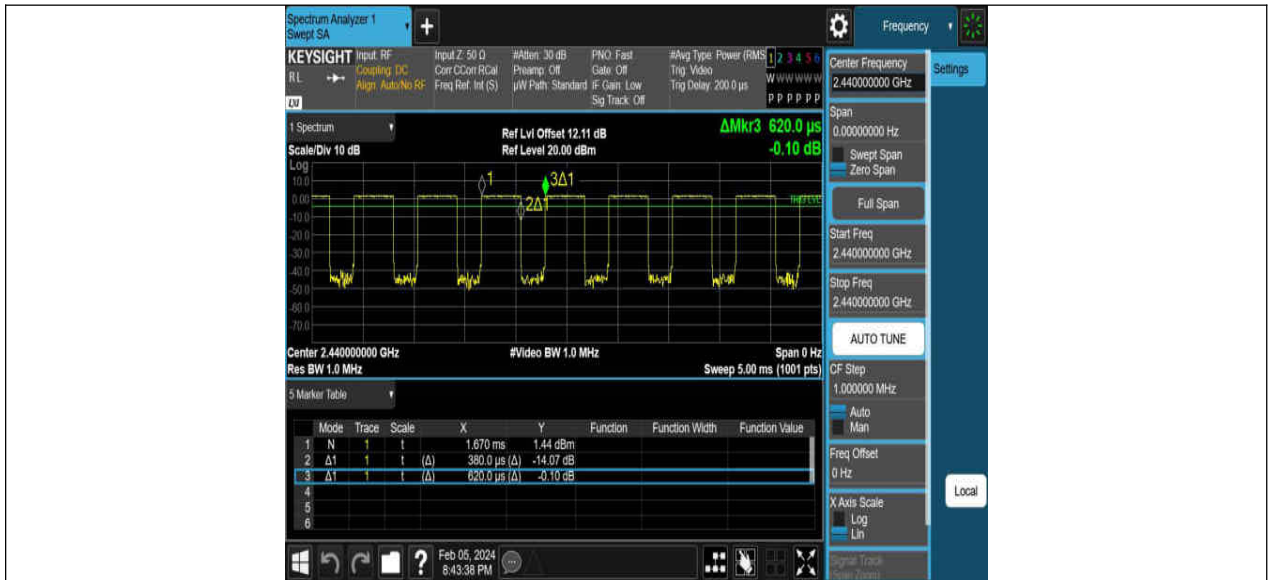 Spectrum Analyzer 1
Swept SA
+
Frequency
KEYSIGHT
RL
LXI
Input: RF
Coupling: DC
Align: Auto/No RF
Input Z: 50 Ω
Corr CCorr RCal
Freq Ref: Int (S)
#Atten: 30 dB
Preamp: Off
µW Path: Standard
PNO: Fast
Gate: Off
IF Gain: Low
Sig Track: Off
#Avg Type: Power (RMS
Trig: Video
Trig Delay: 200.0 µs
1 2 3 4 5 6
W W W W W W
P P P P P P
Center Frequency
2.440000000 GHz
Settings
Span
0.00000000 Hz
Swept Span
Zero Span
Full Span
Start Freq
2.440000000 GHz
Stop Freq
2.440000000 GHz
AUTO TUNE
CF Step
1.000000 MHz
Auto
Man
Freq Offset
0 Hz
X Axis Scale
Log
Lin
Signal Track
(Span Zoom)
Local
1 Spectrum
Scale/Div 10 dB
Ref Lvl Offset 12.11 dB
Ref Level 20.00 dBm
ΔMkr3 620.0 µs
-0.10 dB
Log
10.0
0.00
-10.0
-20.0
-30.0
-40.0
-50.0
-60.0
-70.0
1
3Δ1
2Δ1
TRIG LVL
Center 2.440000000 GHz
Res BW 1.0 MHz
#Video BW 1.0 MHz
Span 0 Hz
Sweep 5.00 ms (1001 pts)
5 Marker Table
Mode Trace Scale X Y Function Function Width Function Value
1 N 1 t 1.670 ms 1.44 dBm
2 Δ1 1 t (Δ) 380.0 µs (Δ) -14.07 dB
3 Δ1 1 t (Δ) 620.0 µs (Δ) -0.10 dB
4
5
6
?
Feb 05, 2024
8:43:38 PM